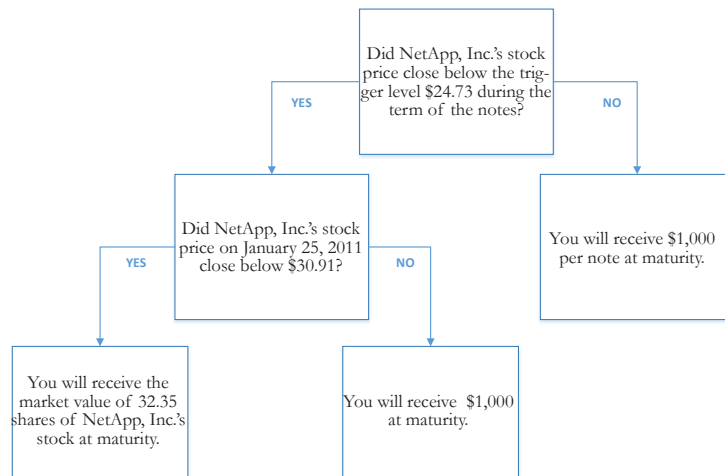 Did NetApp, Inc.'s stock
price close below the trig-
ger level $24.73 during the
term of the notes?
YES
NO
Did NetApp, Inc.'s stock
price on January 25, 2011
close below $30.91?
You will receive $1,000
per note at maturity.
YES
NO
You will receive the
market value of 32.35
shares of NetApp, Inc.'s
stock at maturity.
You will receive $1,000
at maturity.